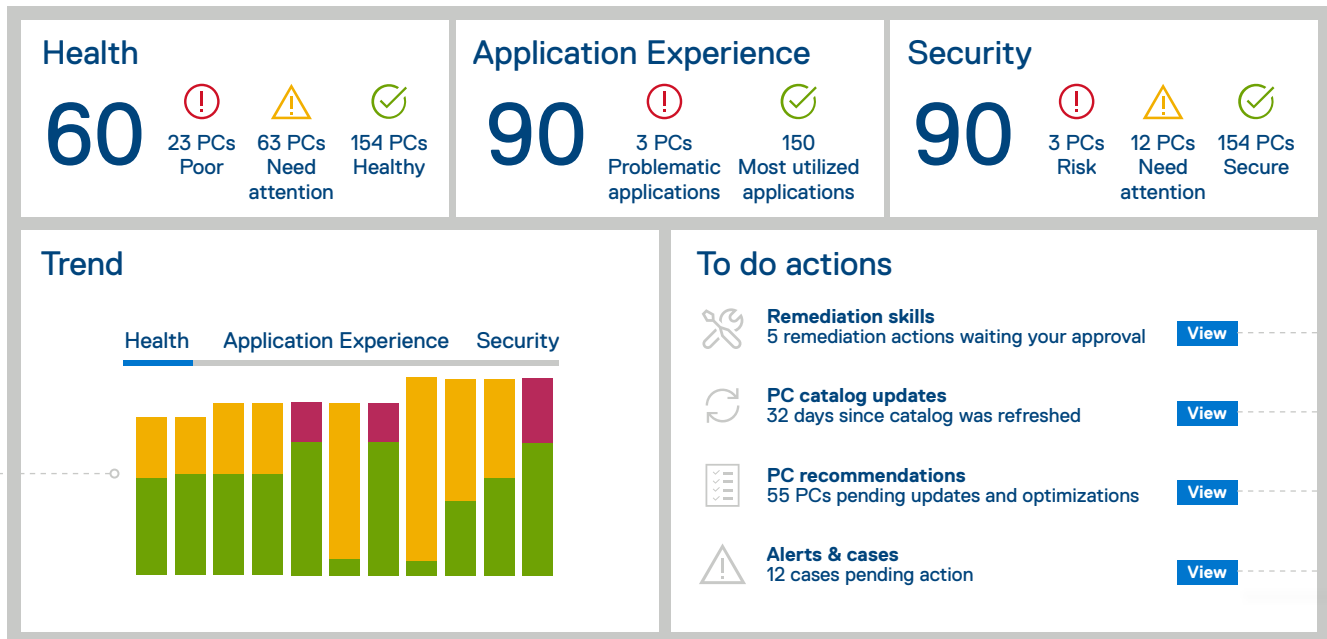 Health
60
23 PCs
Poor
63 PCs
Need
attention
154 PCs
Healthy
Application Experience
90
3 PCs
Problematic
applications
150
Most utilized
applications
Security
90
3 PCs
Risk
12 PCs
Need
attention
154 PCs
Secure
Trend
Health Application Experience Security
To do actions
Remediation skills
5 remediation actions waiting your approval
View
PC catalog updates
32 days since catalog was refreshed
View
PC recommendations
55 PCs pending updates and optimizations
View
Alerts & cases
12 cases pending action
View